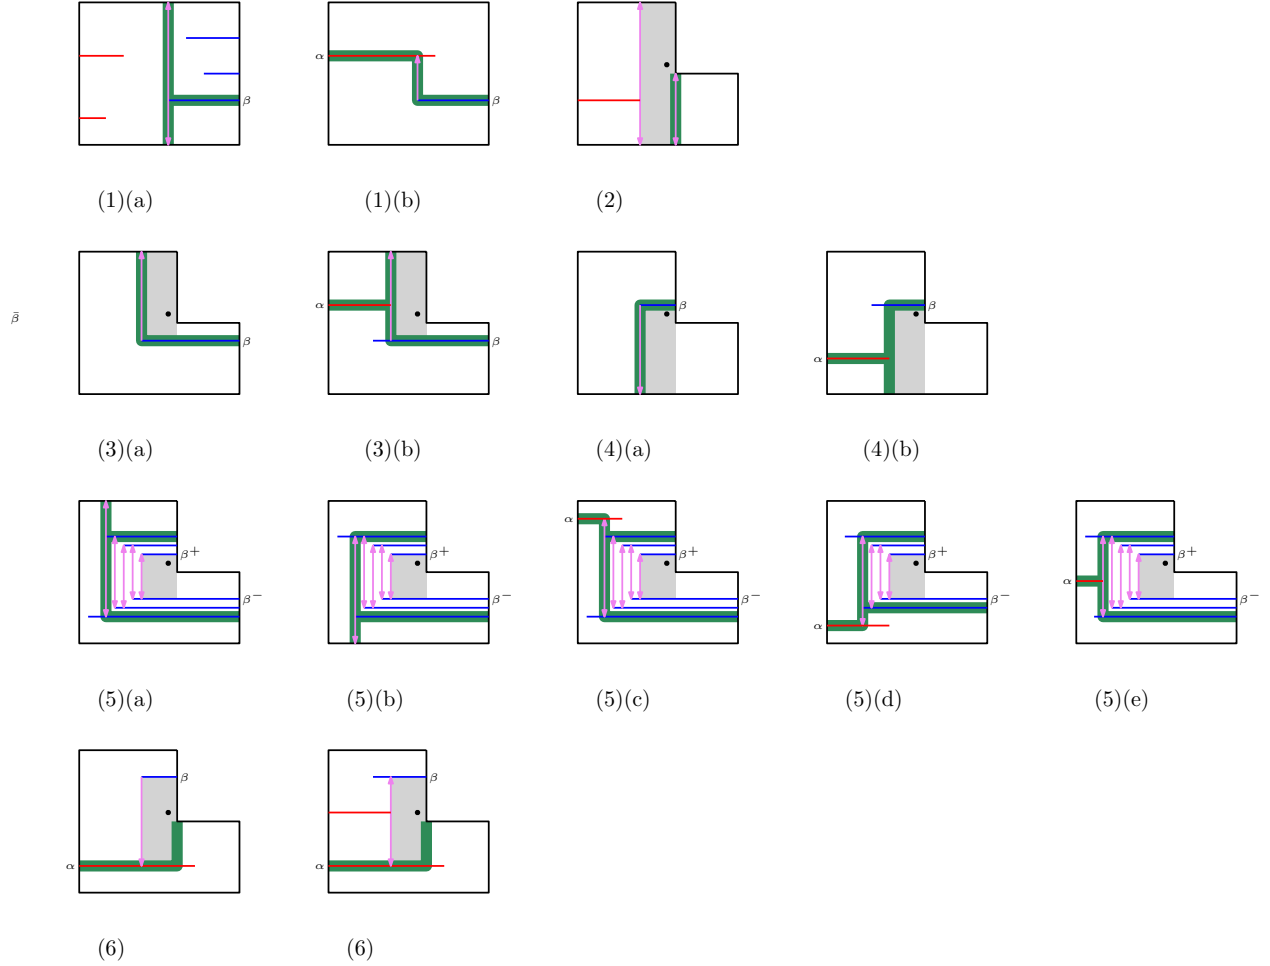 β
α β
(1)(a) (1)(b) (2)
β̄
β
α β
β
α β
(3)(a) (3)(b) (4)(a) (4)(b)
β⁺ β⁻
β⁺ β⁻
α β⁺ β⁻
α β⁺ β⁻
α β⁺ β⁻
(5)(a) (5)(b) (5)(c) (5)(d) (5)(e)
β α
β α
(6) (6)